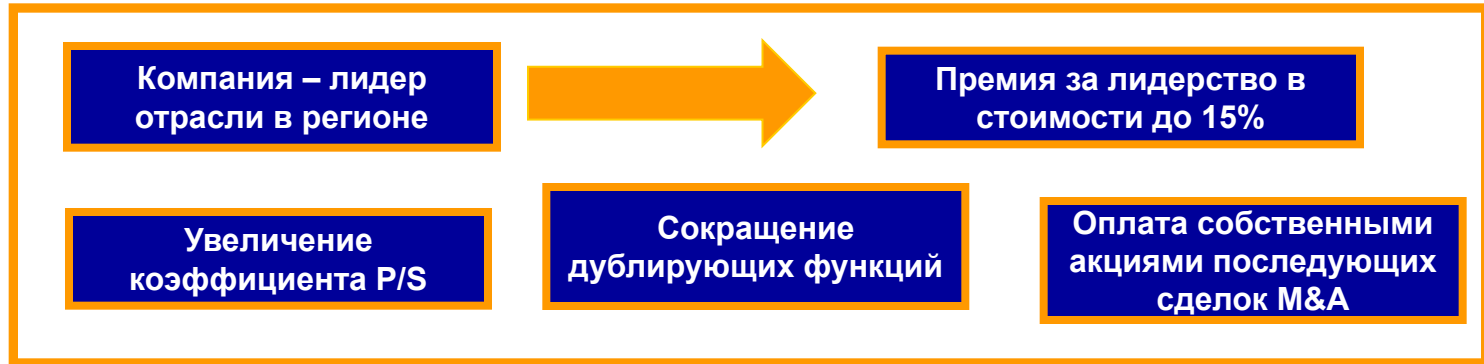 Компания – лидер
отрасли в регионе
Премия за лидерство в
стоимости до 15%
Увеличение
коэффициента P/S
Сокращение
дублирующих функций
Оплата собственными
акциями последующих
сделок M&A